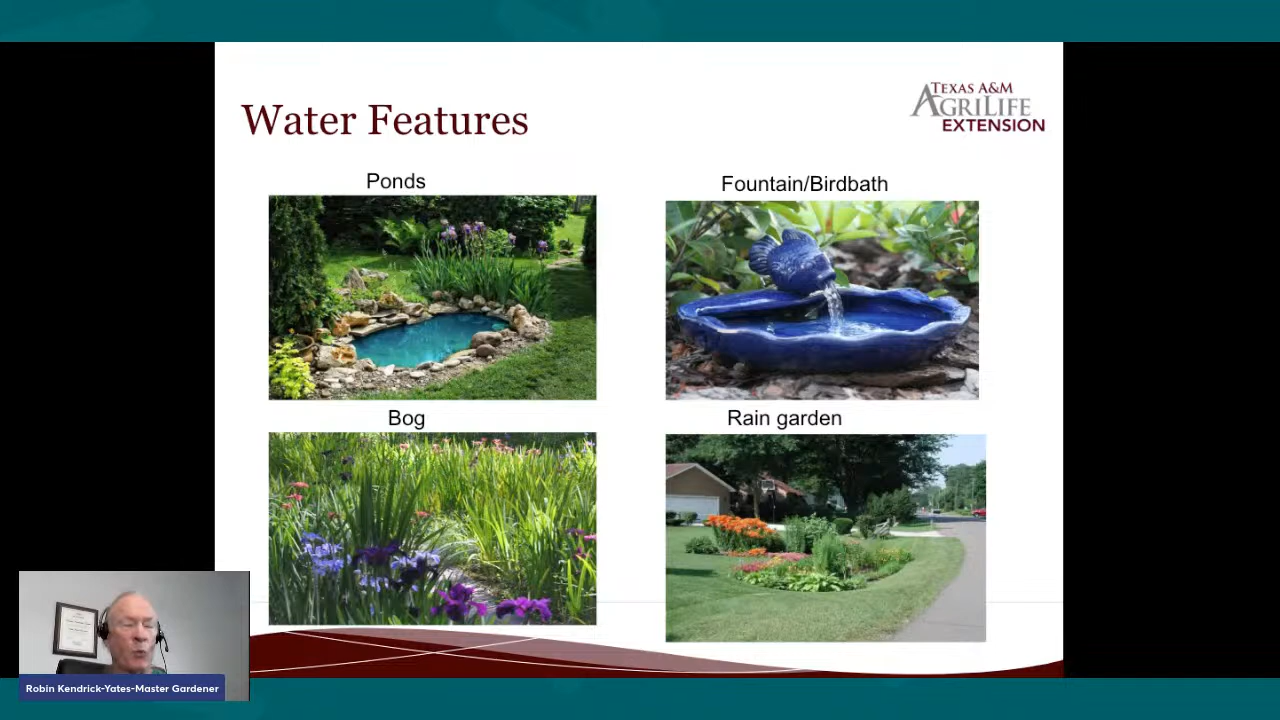 Water Features
TEXAS A&M
AGRILIFE
EXTENSION
Ponds
Fountain/Birdbath
Bog
Rain garden
Robin Kendrick-Yates-Master Gardener